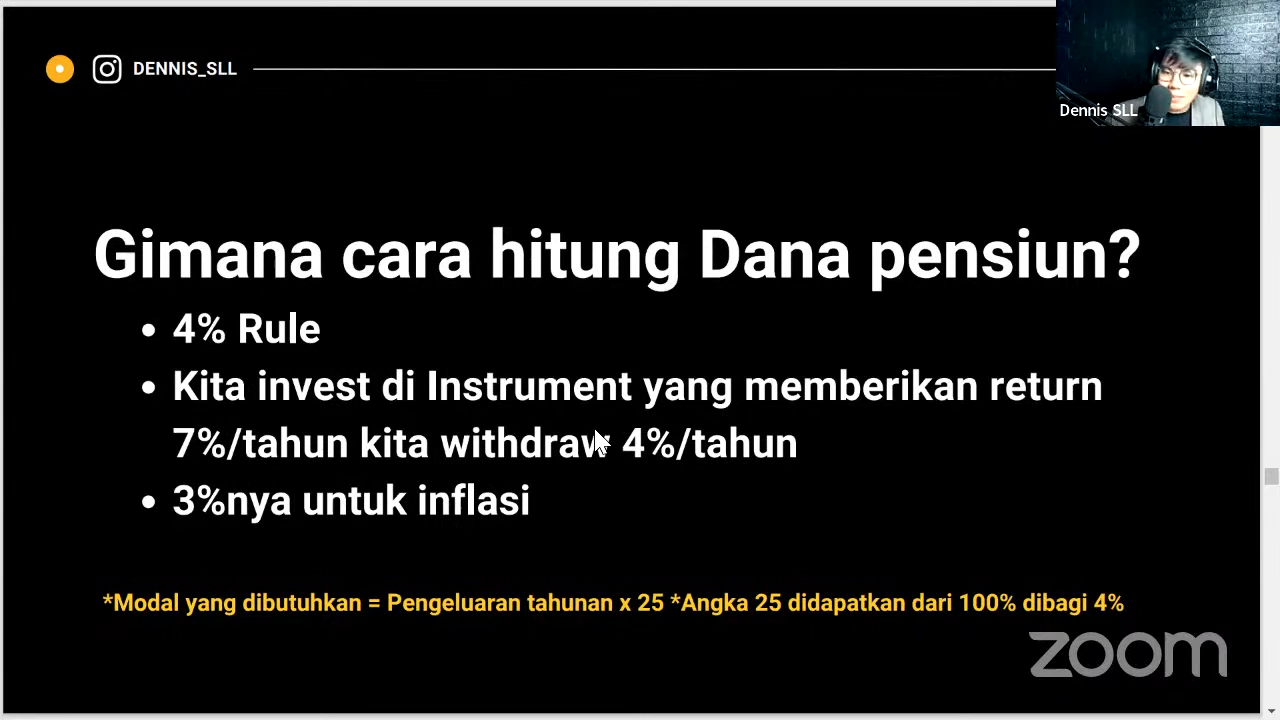 DENNIS_SLL
Dennis SLL
Gimana cara hitung Dana pensiun?
• 4% Rule
• Kita invest di Instrument yang memberikan return
7%/tahun kita withdraw 4%/tahun
• 3%nya untuk inflasi
*Modal yang dibutuhkan = Pengeluaran tahunan x 25 *Angka 25 didapatkan dari 100% dibagi 4%
zoom